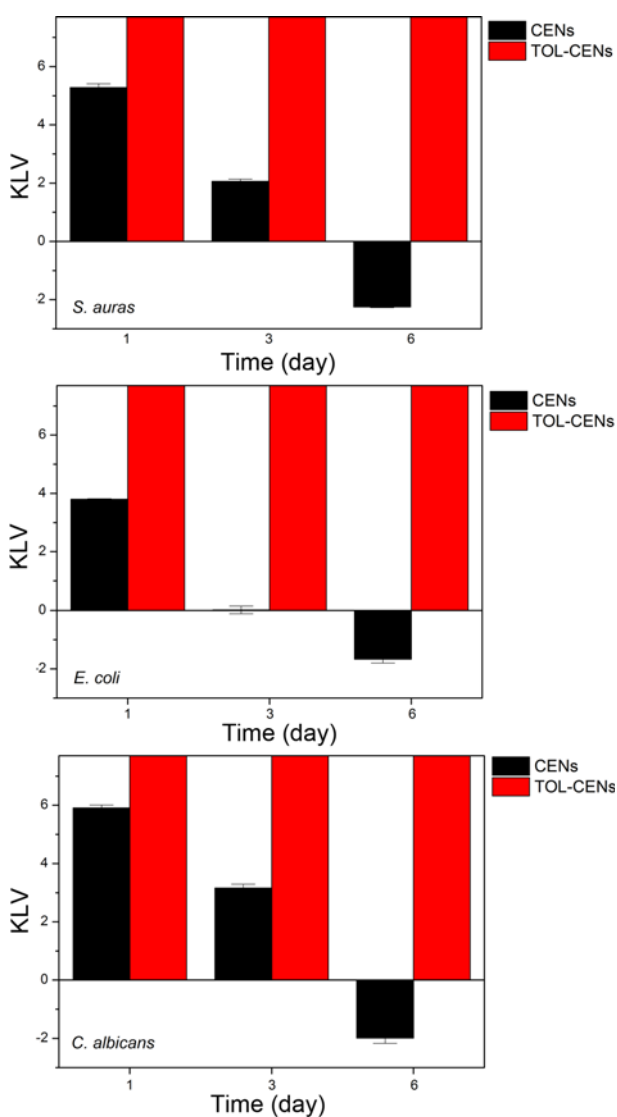 CENs
TOL-CENs
6
4
2
0
-2
KLV
S. auras
1 3 6
Time (day)
CENs
TOL-CENs
6
4
2
0
-2
KLV
E. coli
1 3 6
Time (day)
CENs
TOL-CENs
6
4
2
0
-2
KLV
C. albicans
1 3 6
Time (day)